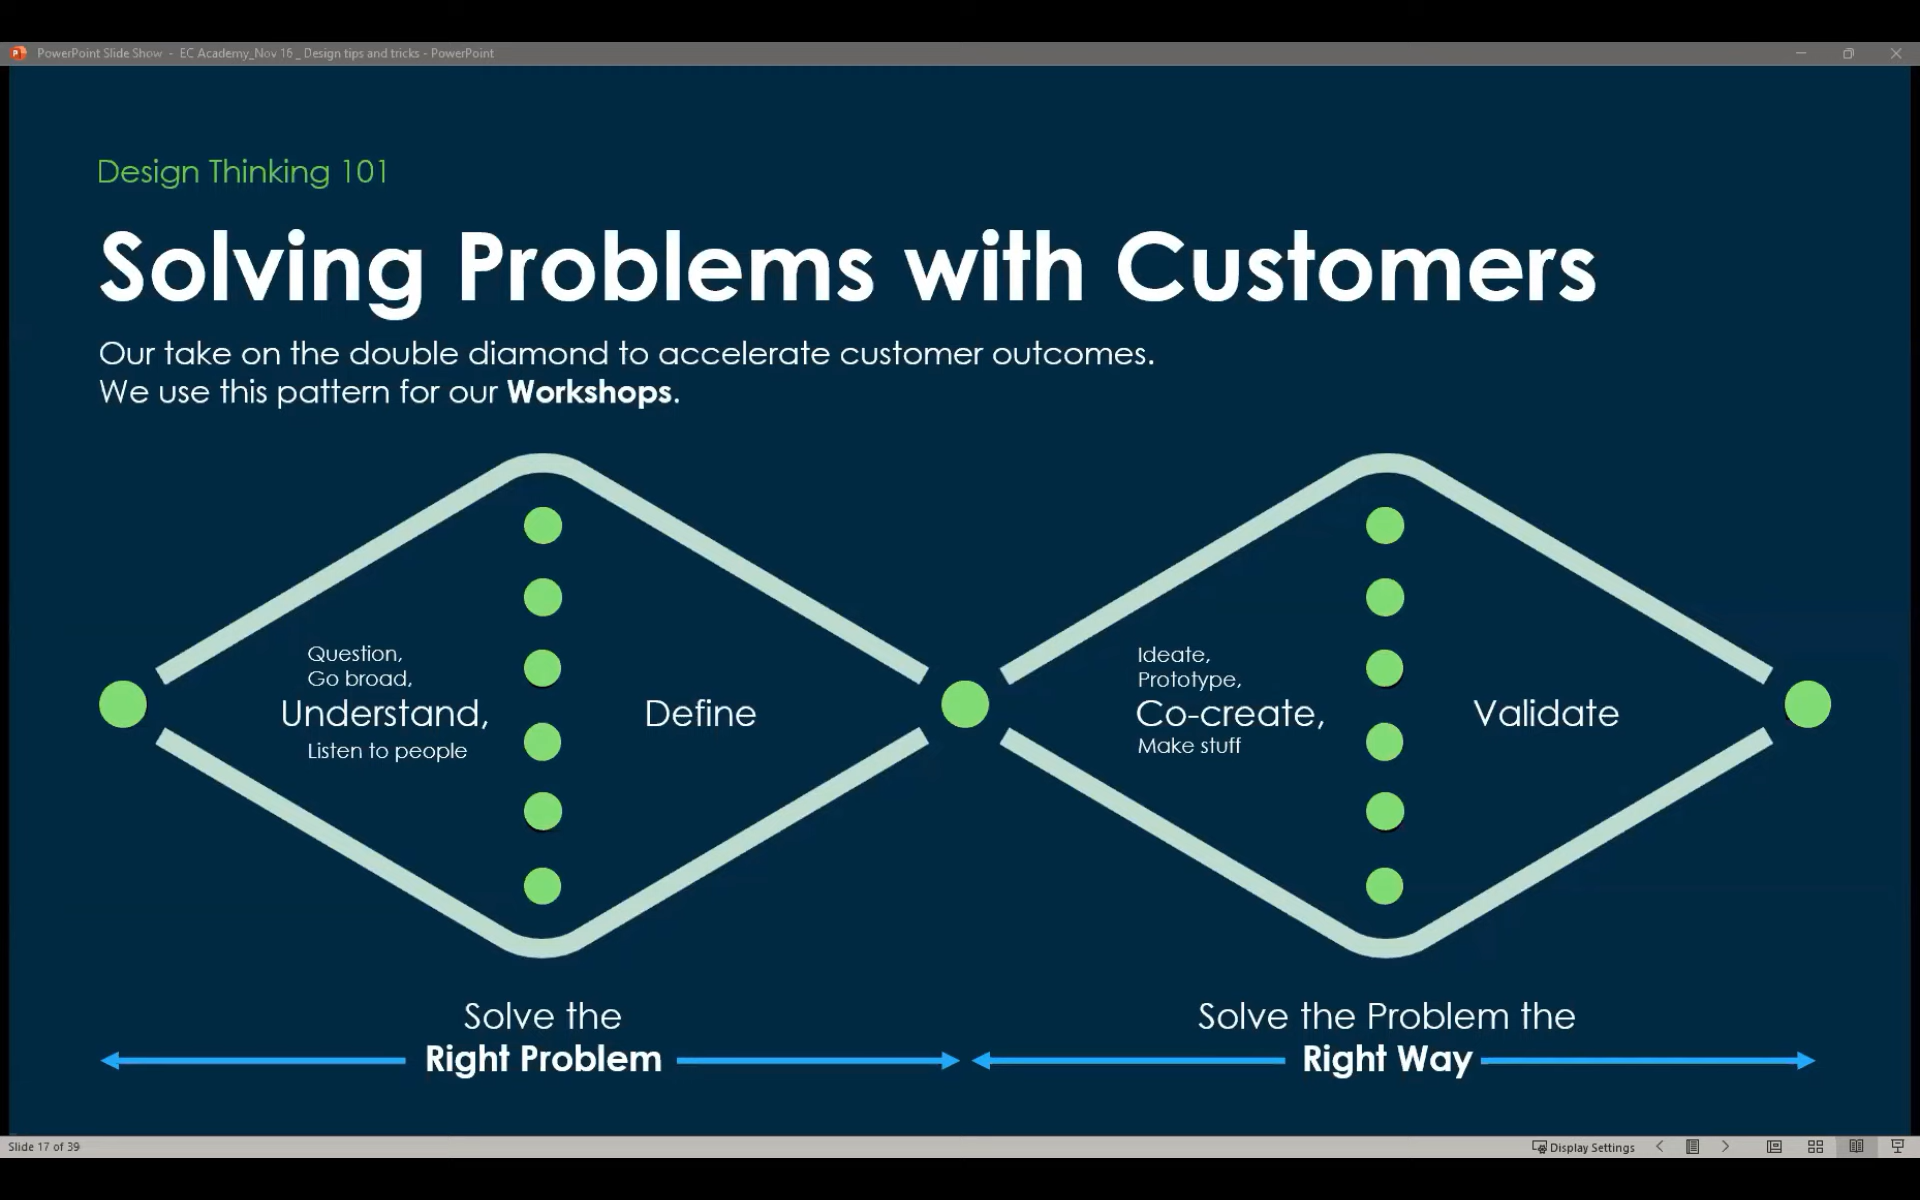 PowerPoint Slide Show - EC Academy_Nov 16 _ Design tips and tricks - PowerPoint
Design Thinking 101
Solving Problems with Customers
Our take on the double diamond to accelerate customer outcomes.
We use this pattern for our Workshops.
Question,
Go broad,
Understand,
Listen to people
Define
Ideate,
Prototype,
Co-create,
Make stuff
Validate
Solve the
Right Problem
Solve the Problem the
Right Way
Slide 17 of 39
Display Settings